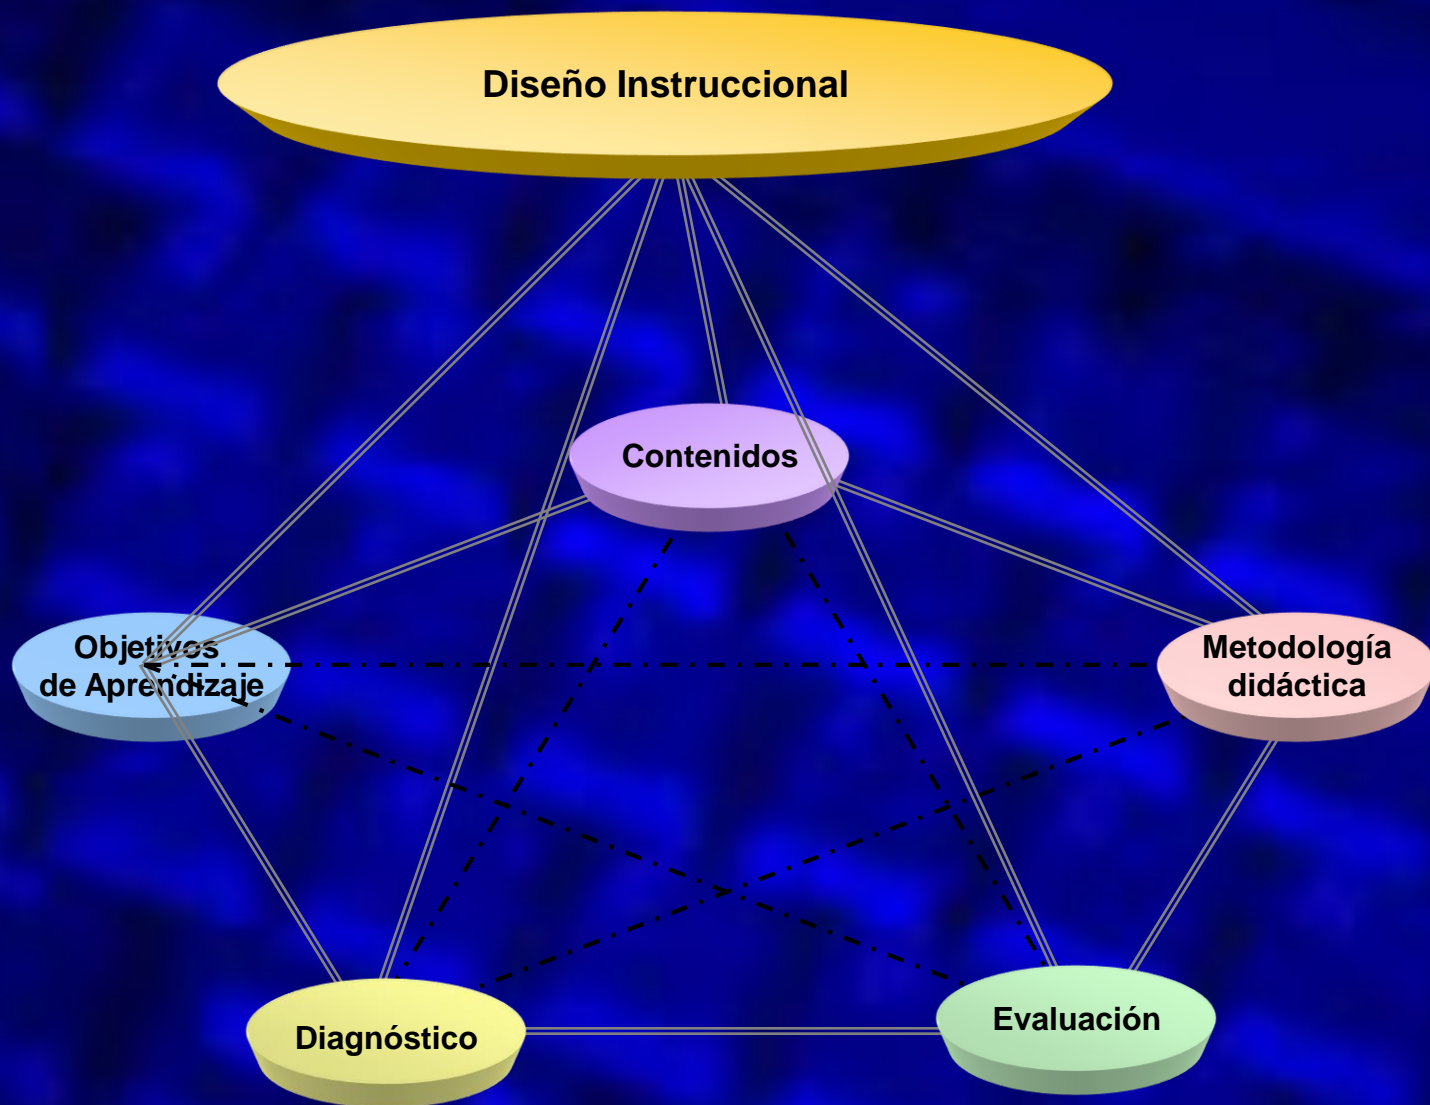 Diseño Instruccional
Contenidos
Objetivos
de Aprendizaje
Metodología
didáctica
Diagnóstico
Evaluación